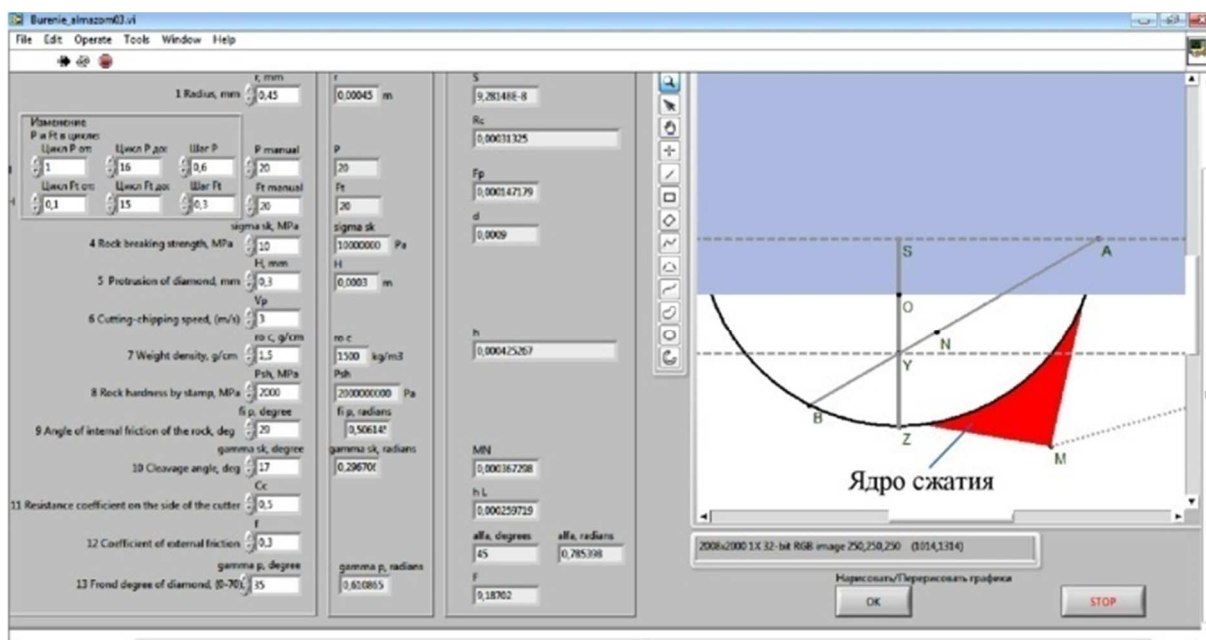 Burenie_almazom03.vi
File Edit Operate Tools Window Help
r, mm
1 Radius, mm 0,45
Изменение
P и Ft в цикле:
Цикл P от: Цикл P до: Шаг P P manual
1 16 0,6 20
Цикл Ft от: Цикл Ft до: Шаг Ft Ft manual
0,1 15 0,3 20
sigma sk, MPa
4 Rock breaking strength, MPa 10
H, mm
5 Protrusion of diamond, mm 0,3
Vp
6 Cutting-chipping speed, (m/s) 3
ro c, g/cm
7 Weight density, g/cm 1,5
Psh, MPa
8 Rock hardness by stamp, MPa 2000
fi p, degree
9 Angle of internal friction of the rock, deg 29
gamma sk, degree
10 Cleavage angle, deg 17
Cc
11 Resistance coefficient on the side of the cutter 0,5
f
12 Coefficient of external friction 0,3
gamma p, degree
13 Frond degree of diamond, (0-70) 35
r
0,00045 m
P
20
Ft
20
sigma sk
10000000 Pa
H
0,0003 m
ro c
1500 kg/m3
Psh
2000000000 Pa
fi p, radians
0,50614
gamma sk, radians
0,29670
gamma p, radians
0,610865
S
9,28148E-8
Rc
0,00031325
Fp
0,000147179
d
0,0009
h
0,000425267
MN
0,000367298
h L
0,000259719
alfa, degrees alfa, radians
45 0,785398
F
9,18702
S
A
O
N
Y
B
Z
M
Ядро сжатия
2008x2000 1X 32-bit RGB image 250,250,250 (1014,1314)
Нарисовать/Перерисовать графики
OK STOP